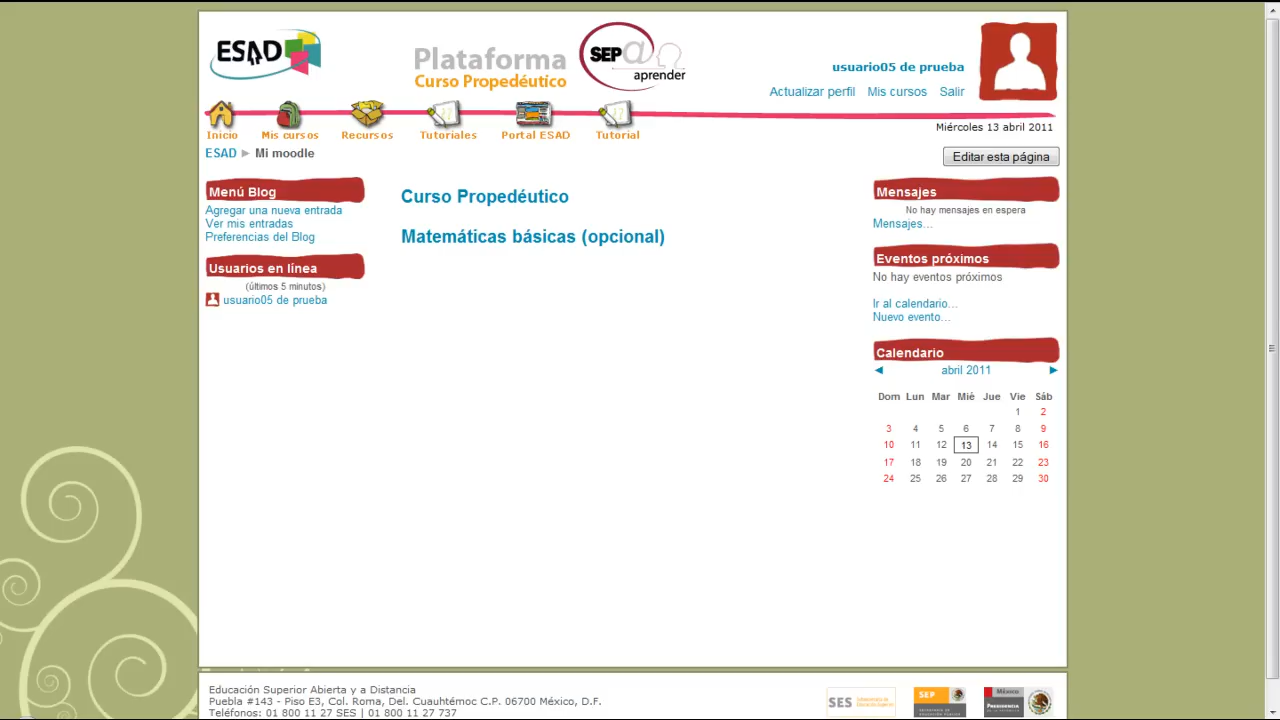 ESAD
Plataforma
Curso Propedéutico
SEP@
aprender
usuario05 de prueba
Actualizar perfil Mis cursos Salir
Inicio Mis cursos Recursos Tutoriales Portal ESAD Tutorial
Miércoles 13 abril 2011
ESAD ► Mi moodle
Editar esta página
Menú Blog
Agregar una nueva entrada
Ver mis entradas
Preferencias del Blog
Usuarios en línea
(últimos 5 minutos)
usuario05 de prueba
Curso Propedéutico
Matemáticas básicas (opcional)
Mensajes
No hay mensajes en espera
Mensajes...
Eventos próximos
No hay eventos próximos
Ir al calendario...
Nuevo evento...
Calendario
◄ abril 2011 ►
Dom Lun Mar Mié Jue Vie Sáb
1 2
3 4 5 6 7 8 9
10 11 12 13 14 15 16
17 18 19 20 21 22 23
24 25 26 27 28 29 30
Educación Superior Abierta y a Distancia
Puebla #143 - Piso E3, Col. Roma, Del. Cuauhtémoc C.P. 06700 México, D.F.
Teléfonos: 01 800 11 27 SES | 01 800 11 27 737
SES
SEP
México
Presidencia